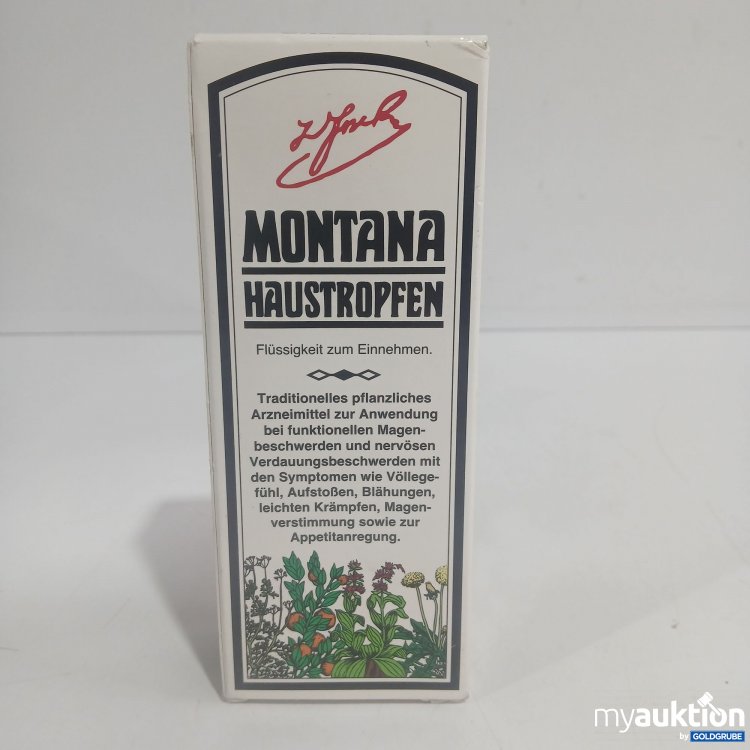 MONTANA
HAUSTROPFEN
Flüssigkeit zum Einnehmen.
Traditionelles pflanzliches
Arzneimittel zur Anwendung
bei funktionellen Magen-
beschwerden und nervösen
Verdauungsbeschwerden mit
den Symptomen wie Völlege-
fühl, Aufstoßen, Blähungen,
leichten Krämpfen, Magen-
verstimmung sowie zur
Appetitanregung.
myauktion
by GOLDGRUBE